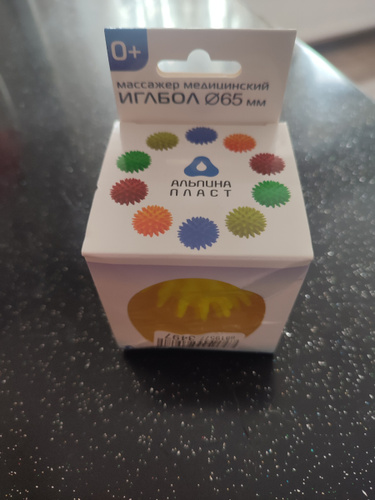 0+
массажер медицинский
ИГЛБОЛ Ø65 мм
АЛЬПИНА
ПЛАСТ